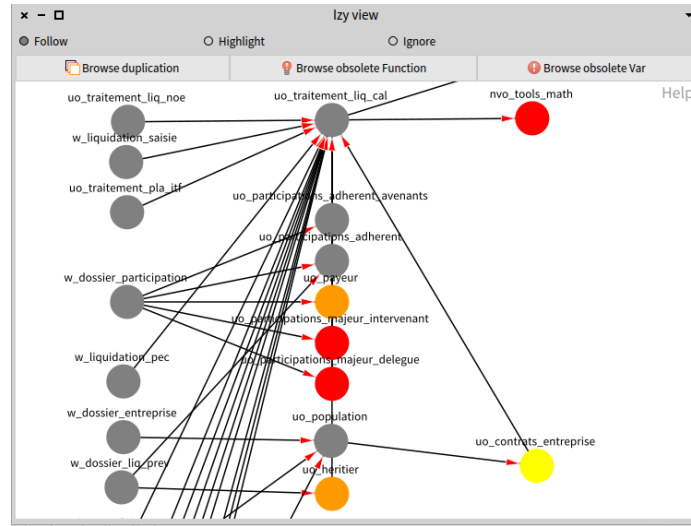 Izy view
Follow
Highlight
Ignore
Browse duplication
Browse obsolete Function
Browse obsolete Var
Help
uo_traitement_liq_noe
uo_traitement_liq_cal
nvo_tools_math
w_liquidation_saisie
uo_traitement_pla_itf
uo_participations_adherent_avenants
uo_participations_adherent
w_dossier_participation
uo_payeur
uo_participations_majeur_intervenant
w_liquidation_pec
uo_participations_majeur_delegue
w_dossier_entreprise
uo_population
uo_contrats_entreprise
w_dossier_liq_prev
uo_heritier